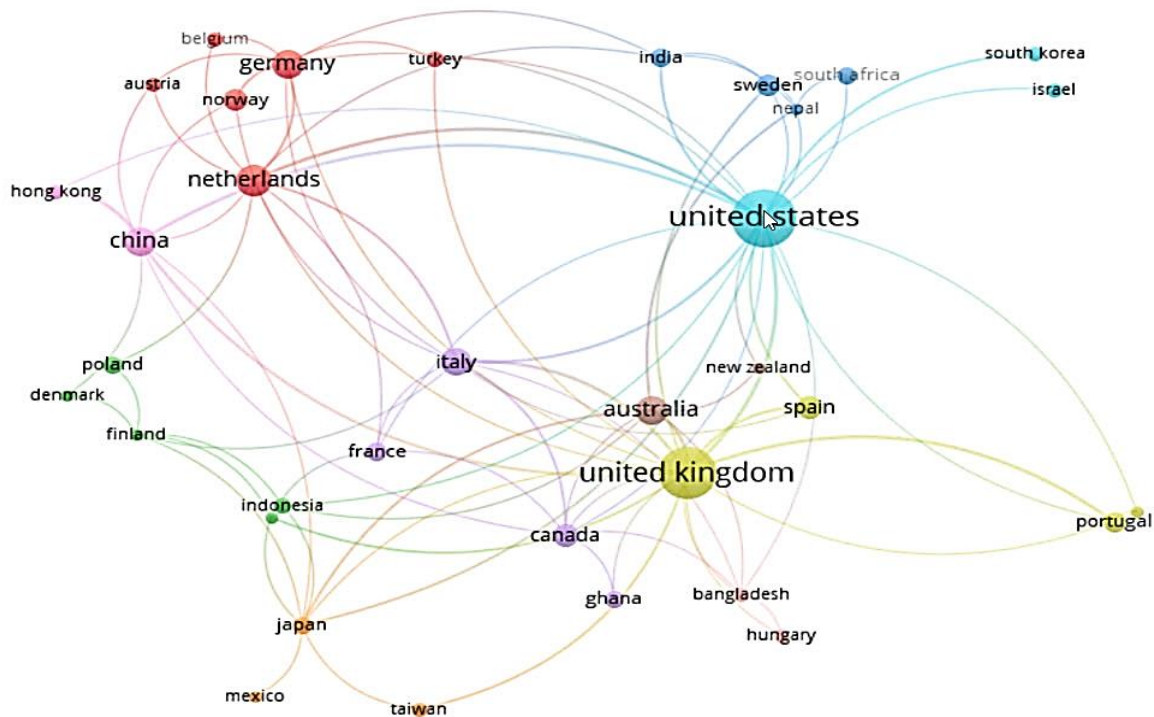 belgium
germany
turkey
india
south korea
austria
norway
sweden
south africa
israel
nepal
netherlands
hong kong
united states
china
poland
italy
new zealand
denmark
australia
spain
finland
france
united kingdom
indonesia
canada
portugal
ghana
bangladesh
japan
hungary
mexico
taiwan